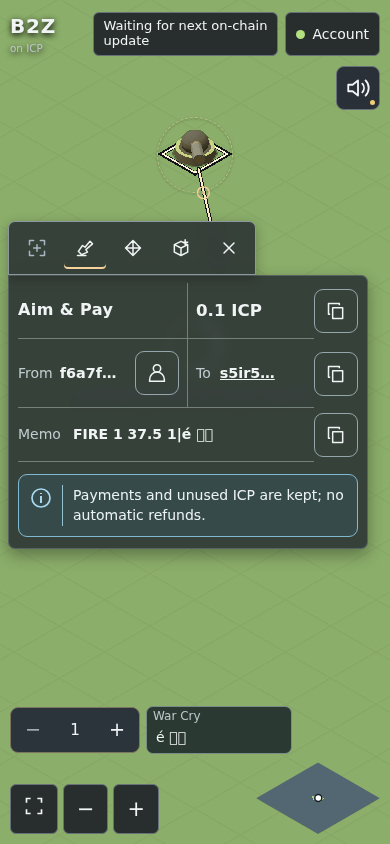 B2Z
on ICP
Waiting for next on-chain
update
Account
Aim & Pay
0.1 ICP
From f6a7f...
To s5ir5...
Memo FIRE 1 37.5 1|é
Payments and unused ICP are kept; no
automatic refunds.
1
War Cry
é